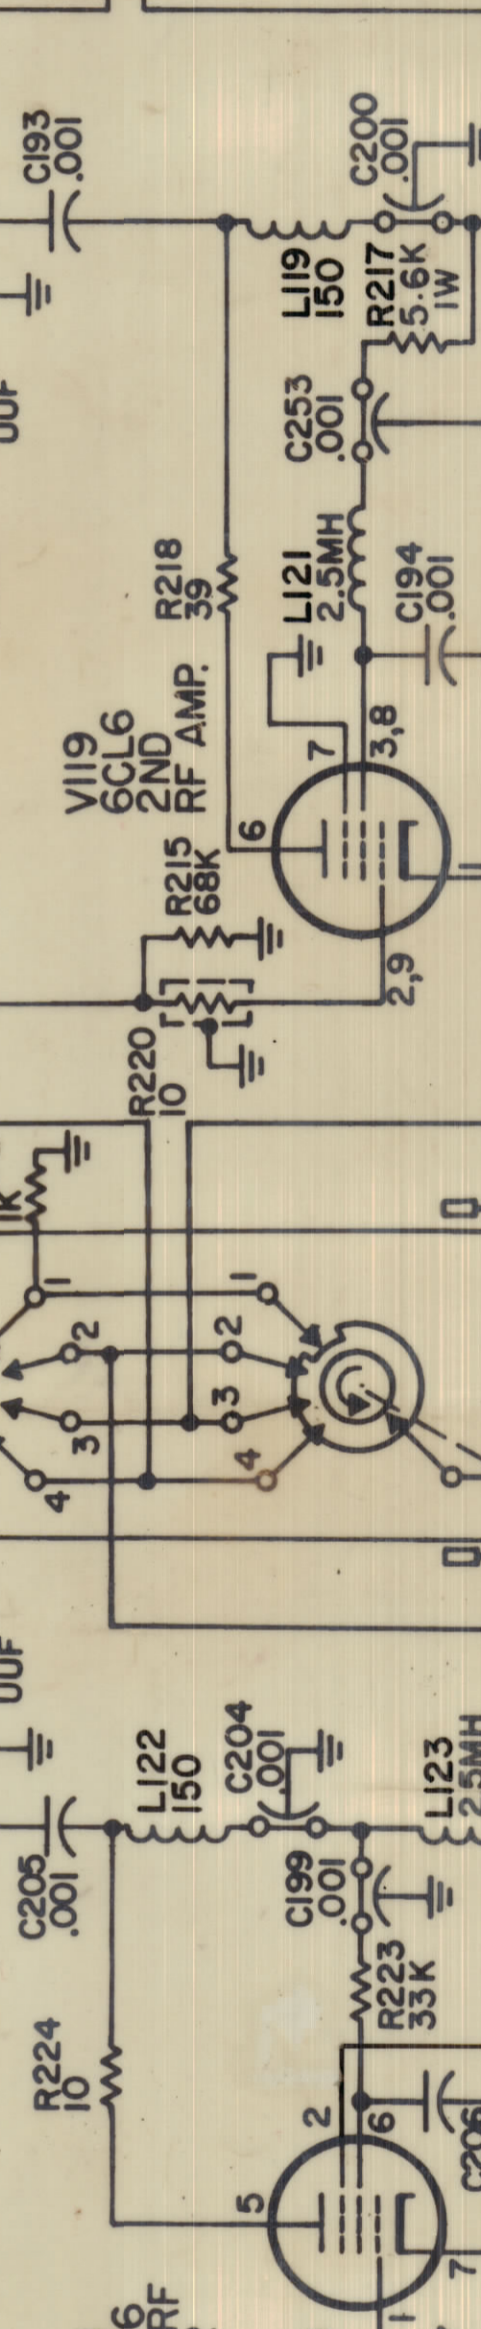 C193
.001
C200
.001
L119
150
R217
5.6K
1W
UUF
C253
.001
R218
39
L121
2.5MH
C194
.001
V119
6CL6
2ND
RF AMP.
7
3,8
6
R215
68K
1
2,9
R220
10
1K
1
1
2
2
3
3
4
4
UUF
L122
150
C204
.001
L123
2.5MH
C205
.001
C199
.001
R223
33K
R224
10
2
6
C206
5
7
6
RF
1